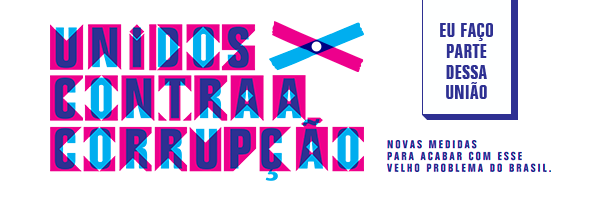 UNIDOS
CONTRA A
CORRUPÇÃO
EU FAÇO
PARTE
DESSA
UNIÃO
NOVAS MEDIDAS
PARA ACABAR COM ESSE
VELHO PROBLEMA DO BRASIL.